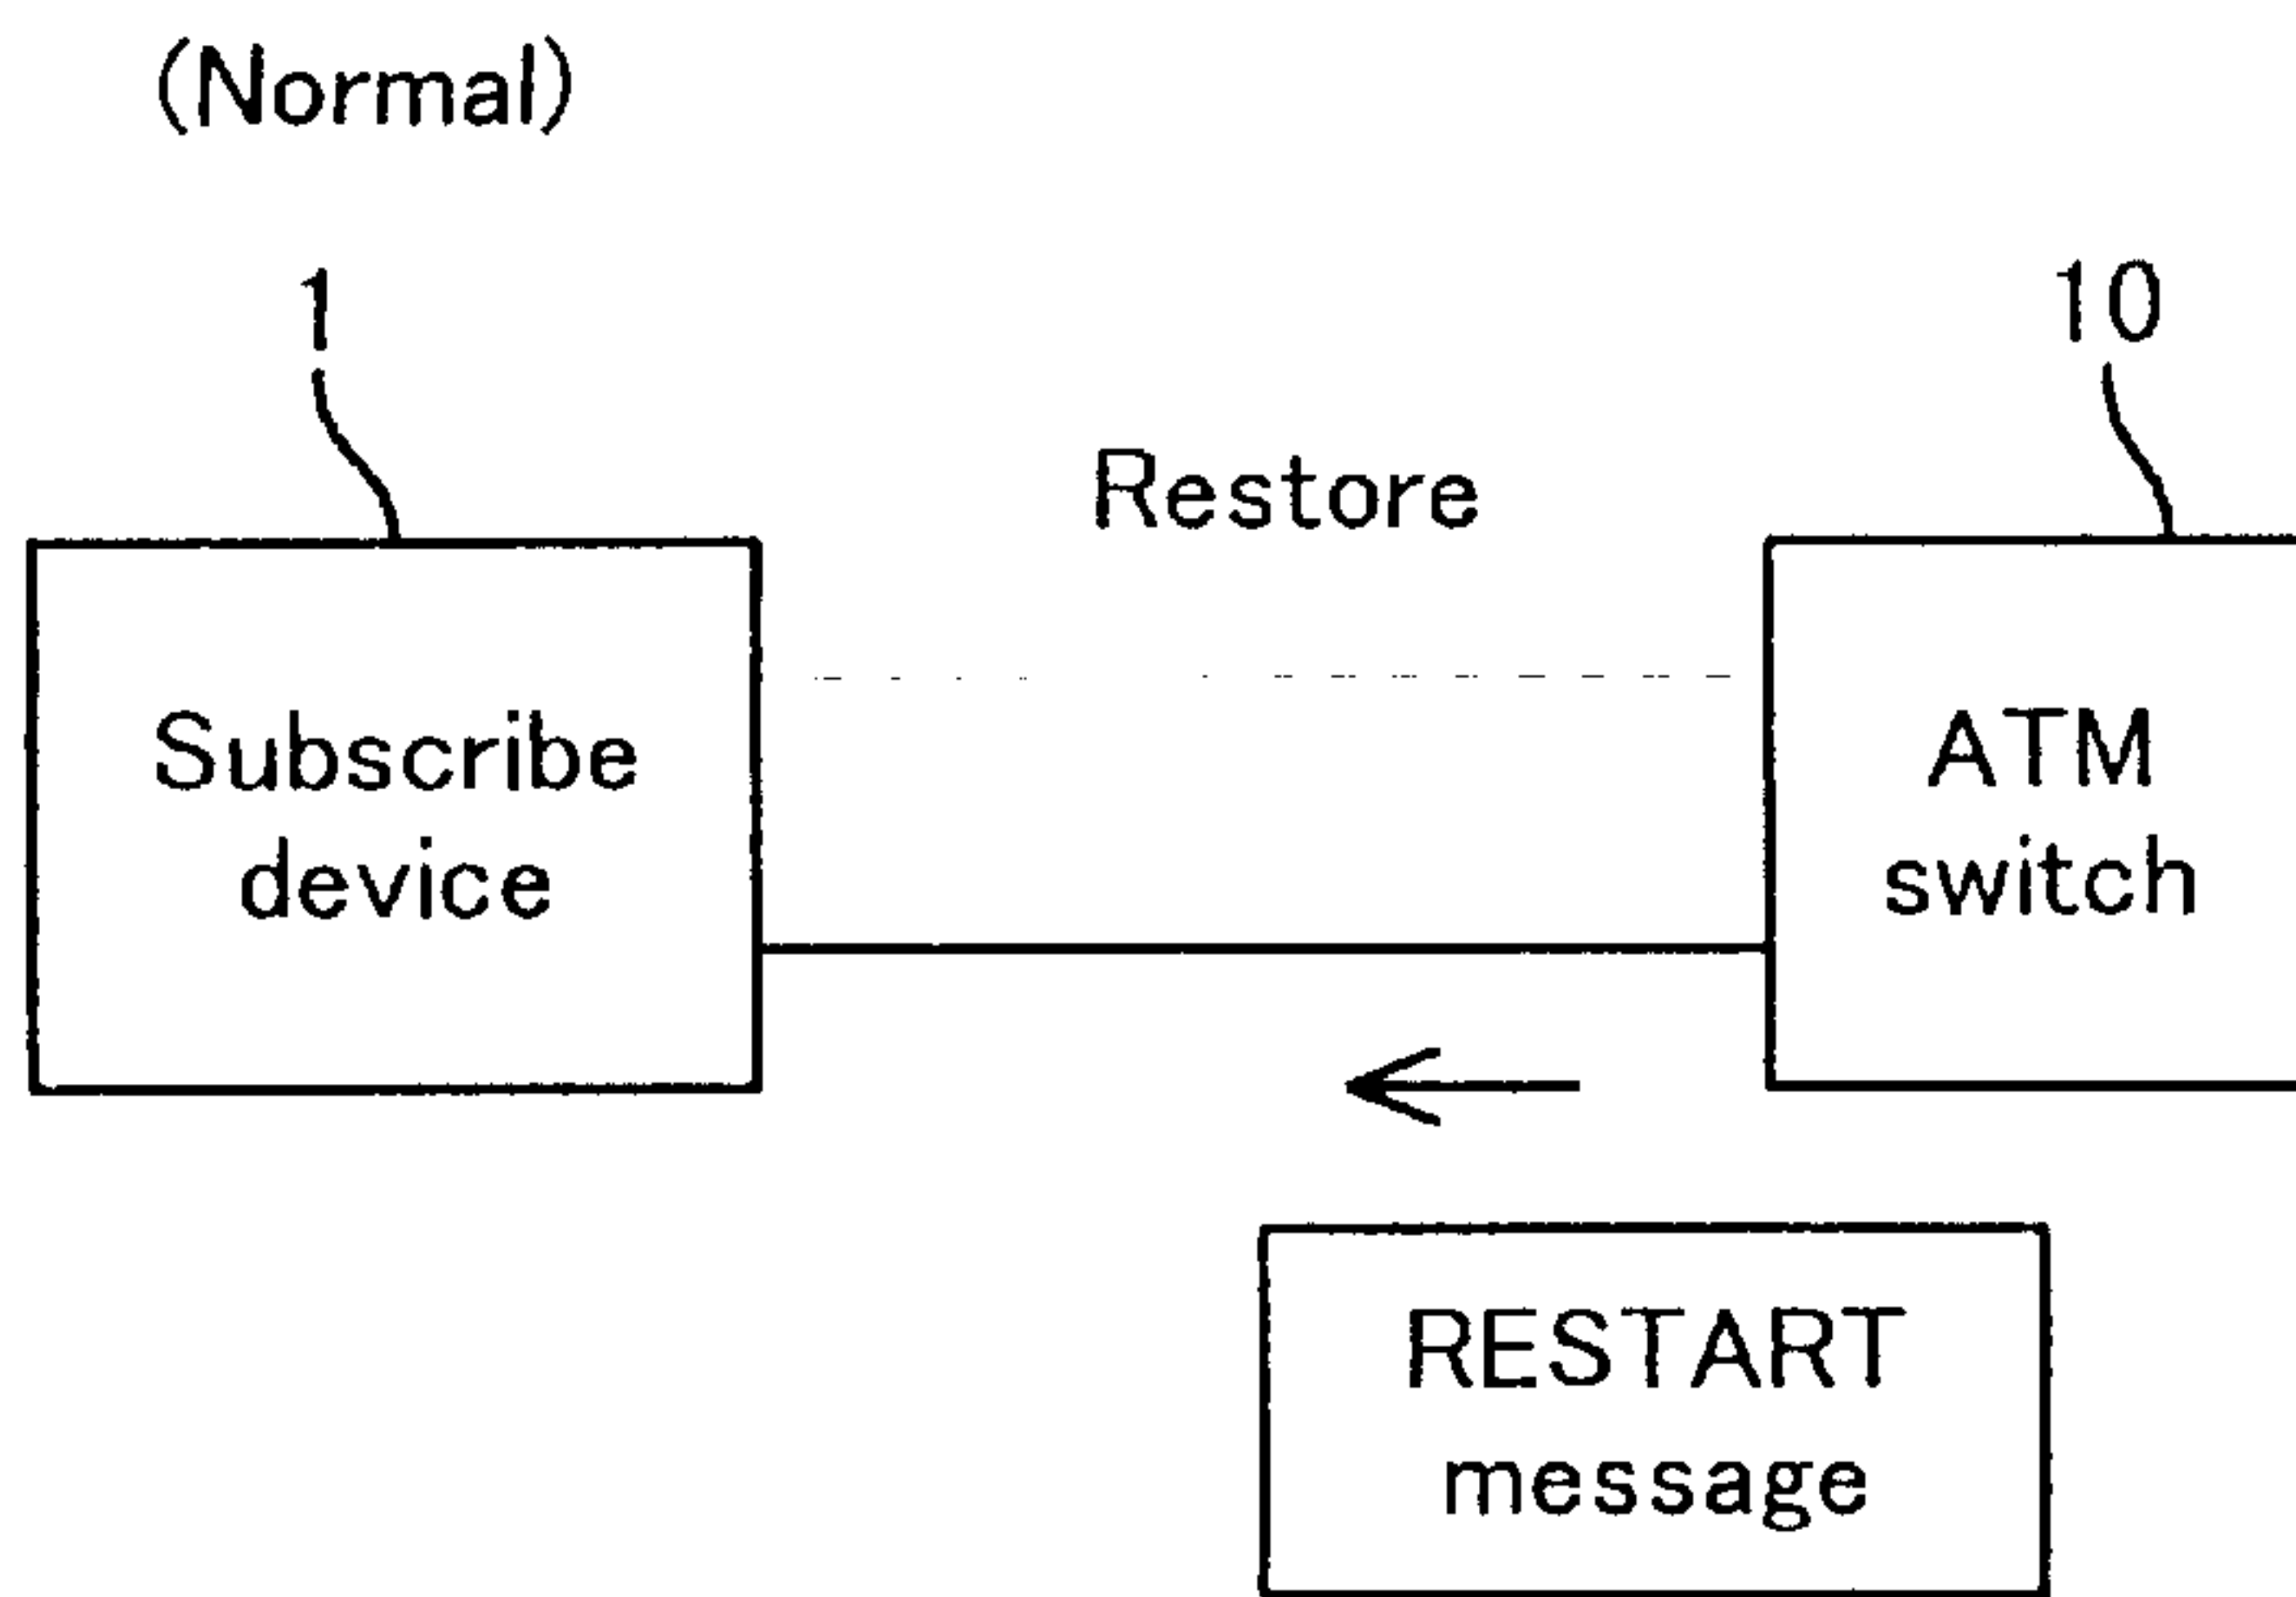 (Normal)
1
10
Restore
Subscribe
device
ATM
switch
RESTART
message